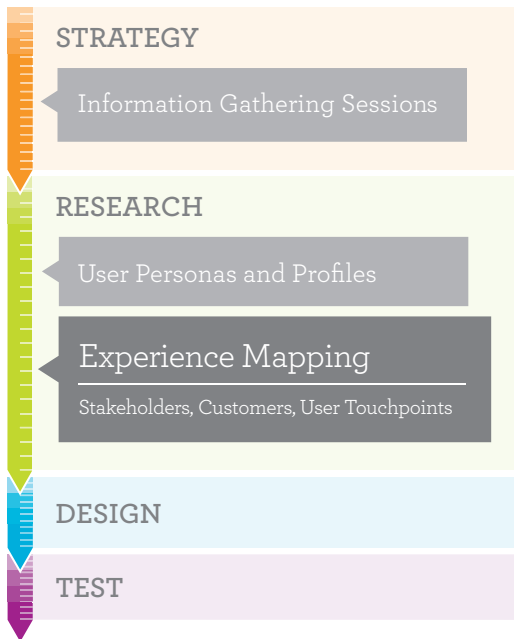 STRATEGY
Information Gathering Sessions
RESEARCH
User Personas and Profiles
Experience Mapping
Stakeholders, Customers, User Touchpoints
DESIGN
TEST